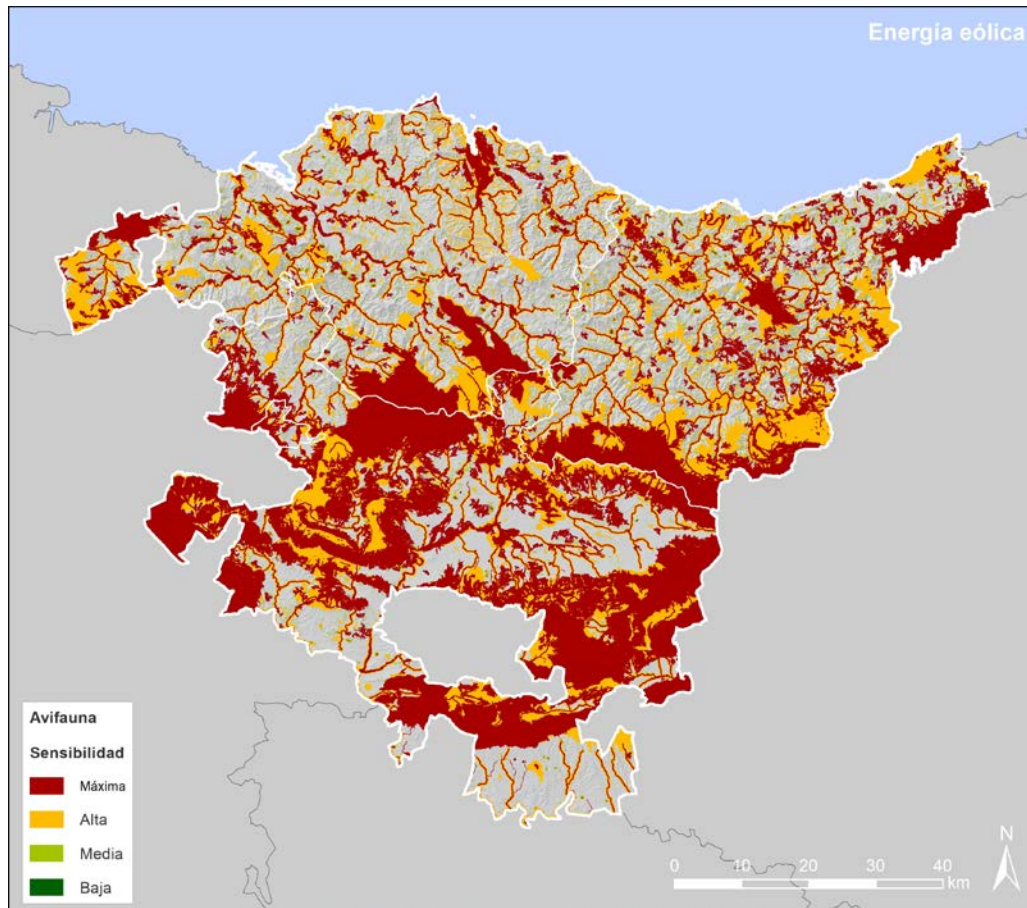 Energía eólica
Avifauna
Sensibilidad
Máxima
Alta
Media
Baja
N
0 10 20 30 40
km